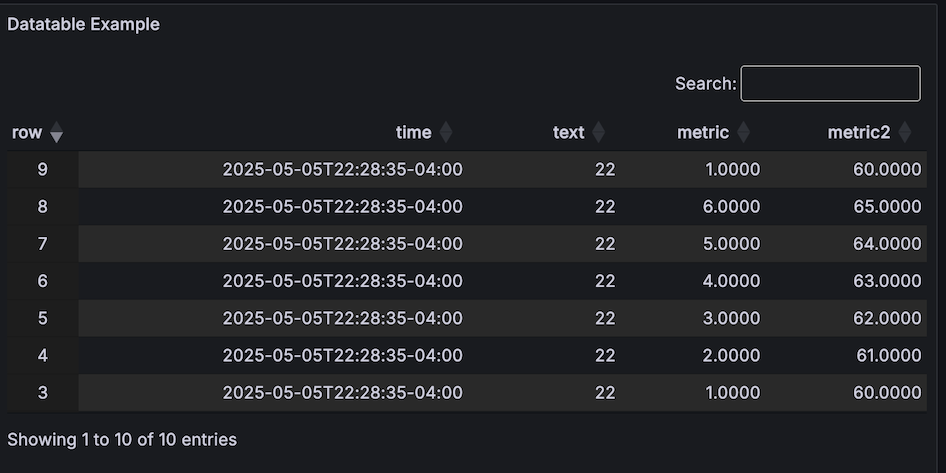 Datatable Example
Search:
row time text metric metric2
9 2025-05-05T22:28:35-04:00 22 1.0000 60.0000
8 2025-05-05T22:28:35-04:00 22 6.0000 65.0000
7 2025-05-05T22:28:35-04:00 22 5.0000 64.0000
6 2025-05-05T22:28:35-04:00 22 4.0000 63.0000
5 2025-05-05T22:28:35-04:00 22 3.0000 62.0000
4 2025-05-05T22:28:35-04:00 22 2.0000 61.0000
3 2025-05-05T22:28:35-04:00 22 1.0000 60.0000
Showing 1 to 10 of 10 entries